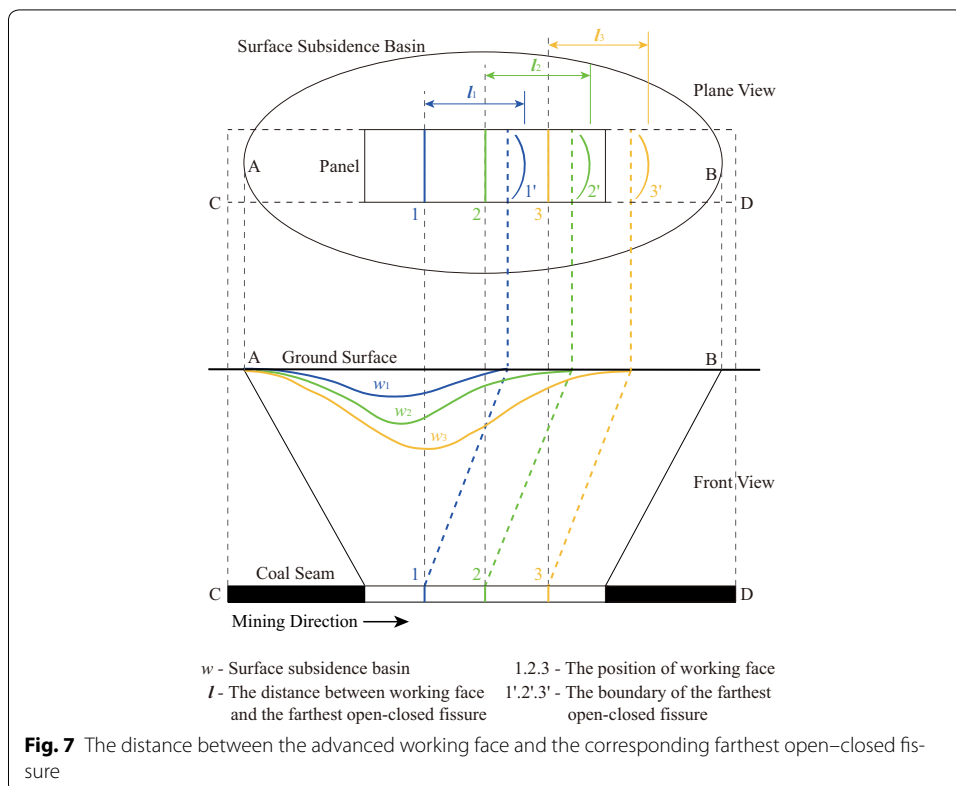 l3
Surface Subsidence Basin
l2
Plane View
l1
A
Panel
B
1'
2'
3'
C
1
2
3
D
A
Ground Surface
B
w1
w2
w3
Front View
1
2
3
Coal Seam
C
D
Mining Direction
w - Surface subsidence basin
l - The distance between working face
and the farthest open-closed fissure
1.2.3 - The position of working face
1'.2'.3' - The boundary of the farthest
open-closed fissure
Fig. 7 The distance between the advanced working face and the corresponding farthest open–closed fis-
sure